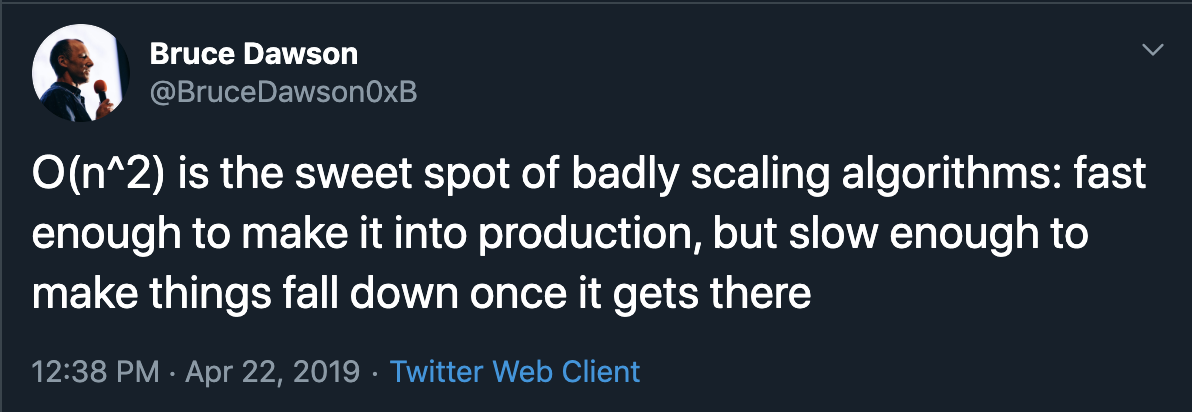 Bruce Dawson
@BruceDawson0xB
O(n^2) is the sweet spot of badly scaling algorithms: fast
enough to make it into production, but slow enough to
make things fall down once it gets there
12:38 PM · Apr 22, 2019 · Twitter Web Client